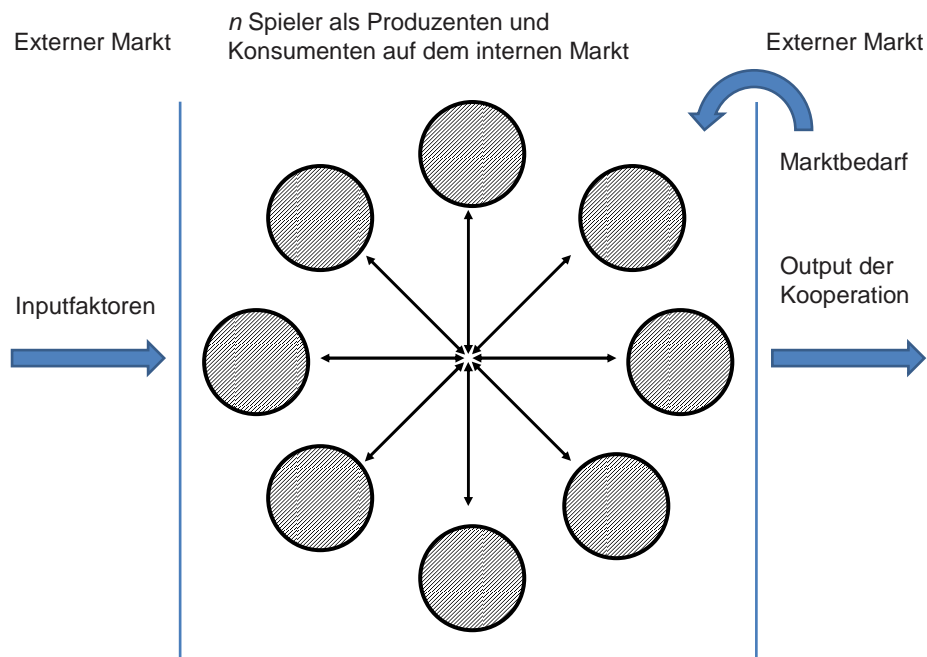 Externer Markt
n Spieler als Produzenten und
Konsumenten auf dem internen Markt
Externer Markt
Marktbedarf
Inputfaktoren
Output der
Kooperation